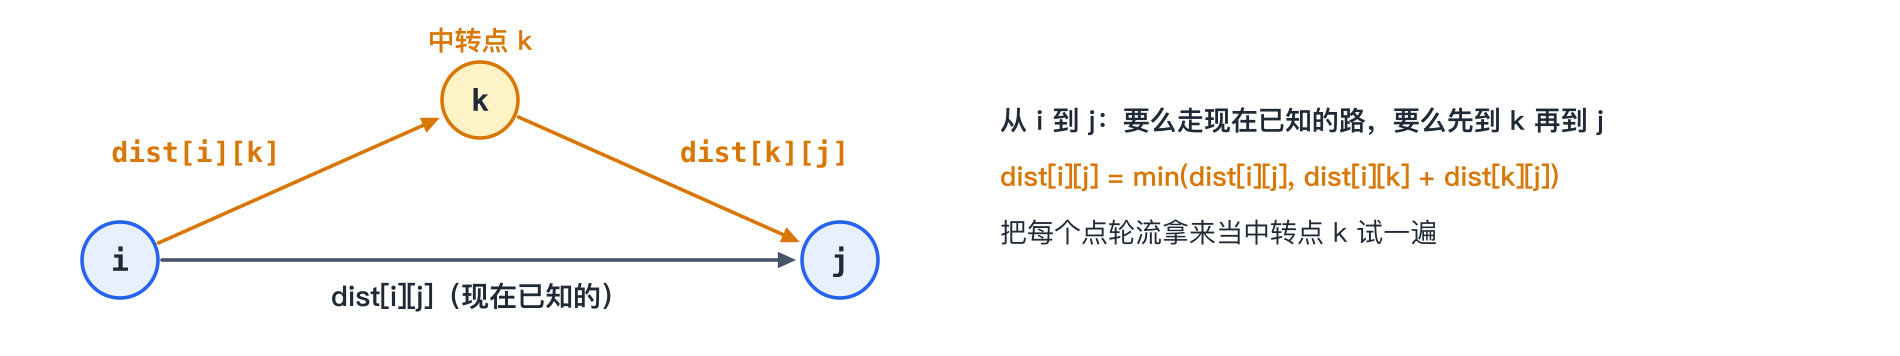 中转点 k
k
dist[i][k]
dist[k][j]
i
j
dist[i][j]（现在已知的）
从 i 到 j：要么走现在已知的路，要么先到 k 再到 j
dist[i][j] = min(dist[i][j], dist[i][k] + dist[k][j])
把每个点轮流拿来当中转点 k 试一遍